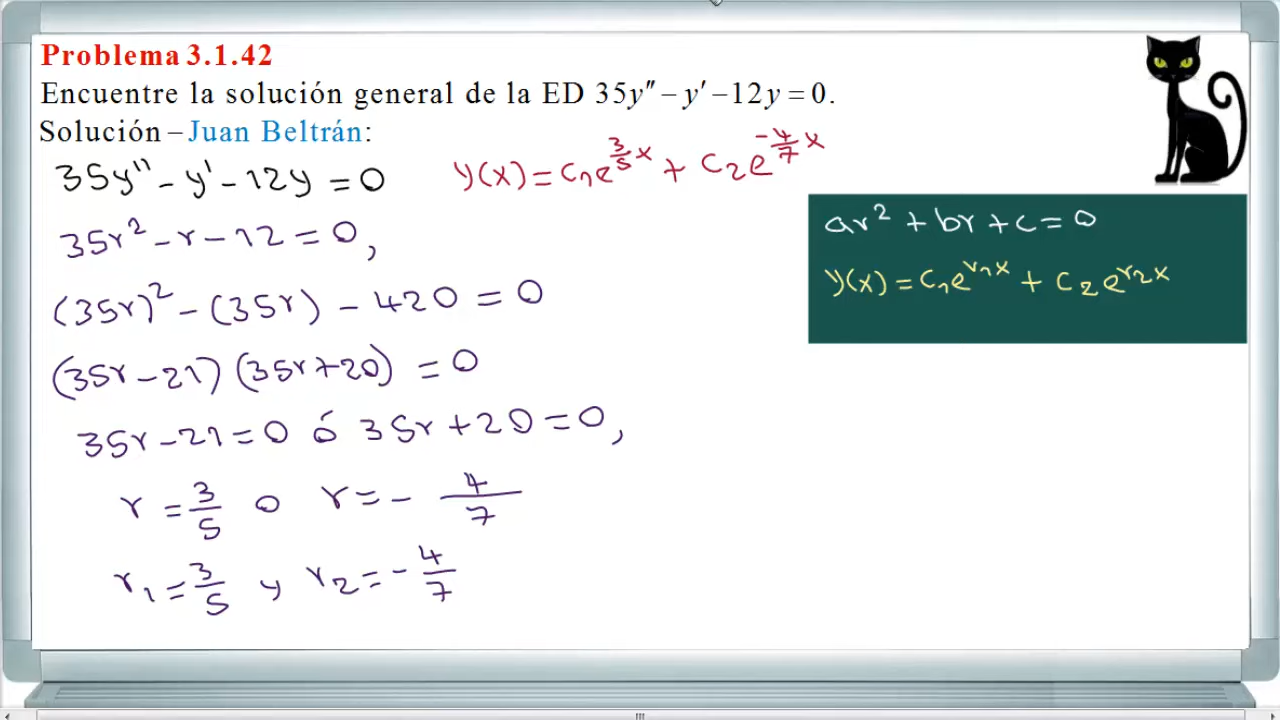 Problema 3.1.42
Encuentre la solución general de la ED 35y″ − y′ − 12y = 0.
Solución – Juan Beltrán:
35y'' - y' - 12y = 0
y(x) = c₁e^{3/5 x} + c₂e^{-4/7 x}
35r² - r - 12 = 0,
(35r)² - (35r) - 420 = 0
(35r - 21) (35r + 20) = 0
35r - 21 = 0 ó 35r + 20 = 0,
r = 3/5 o r = - 4/7
r₁ = 3/5 y r₂ = - 4/7
ar² + br + c = 0
y(x) = c₁e^{r₁x} + c₂e^{r₂x}